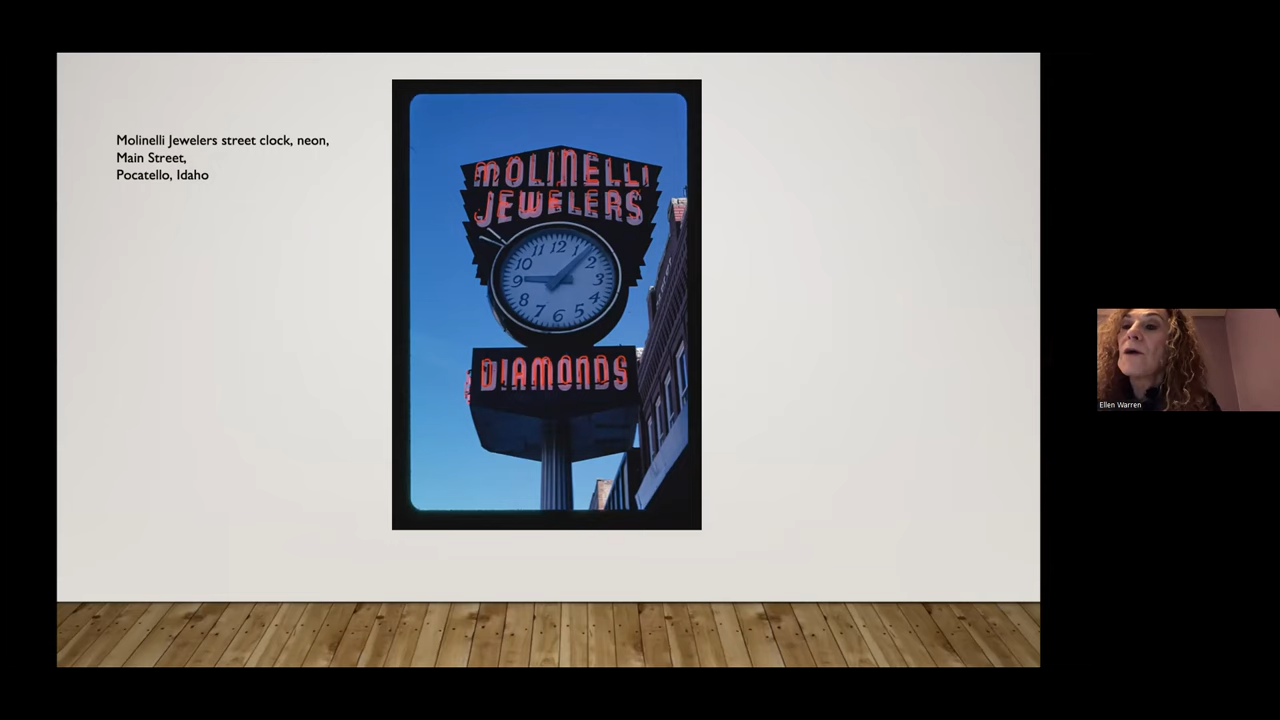 Molinelli Jewelers street clock, neon,
Main Street,
Pocatello, Idaho
MOLINELLI
JEWELERS
12
11 1
10 2
9 3
8 4
7 5
6
DIAMONDS
Ellen Warren